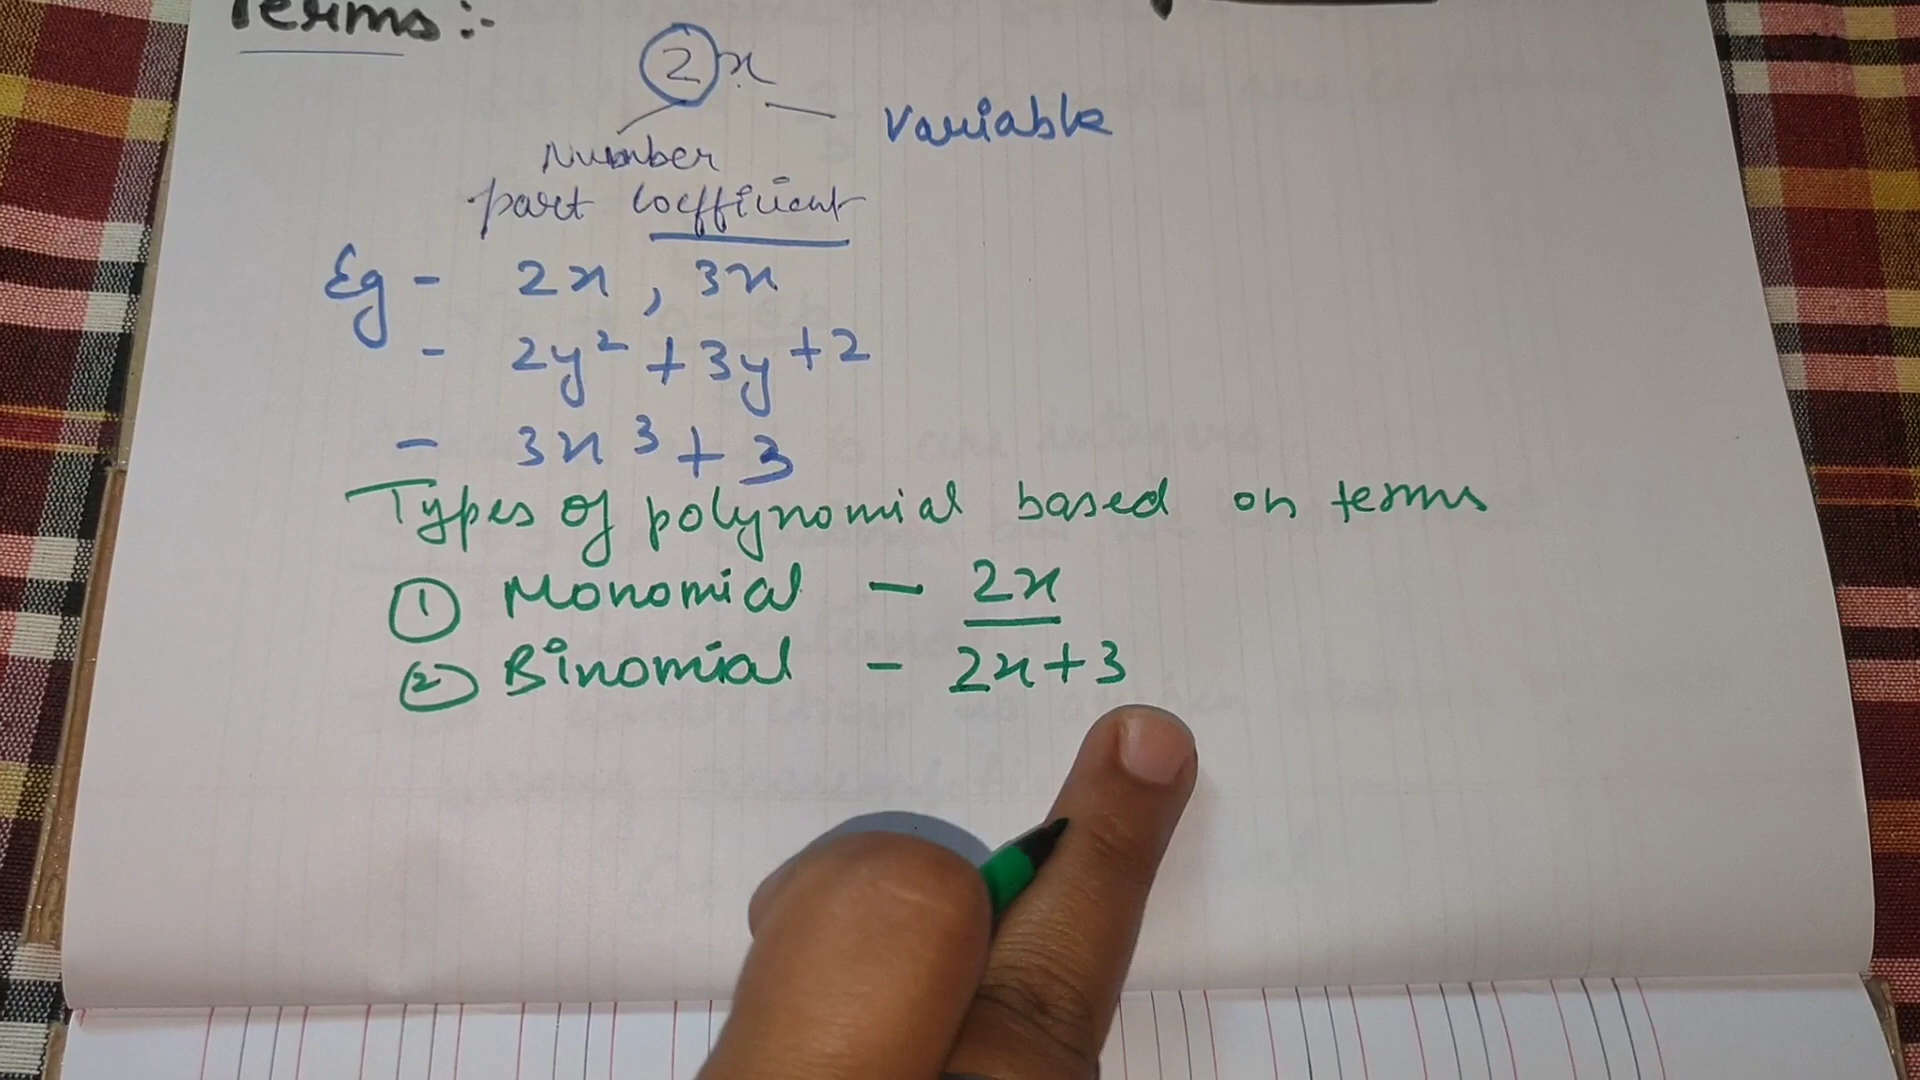 Terms :-
2x
Variable
Number
part coefficient
Eg - 2x , 3x
- 2y² + 3y + 2
- 3x³ + 3
Types of polynomial based on terms
① Monomial - 2x
② Binomial - 2x+3